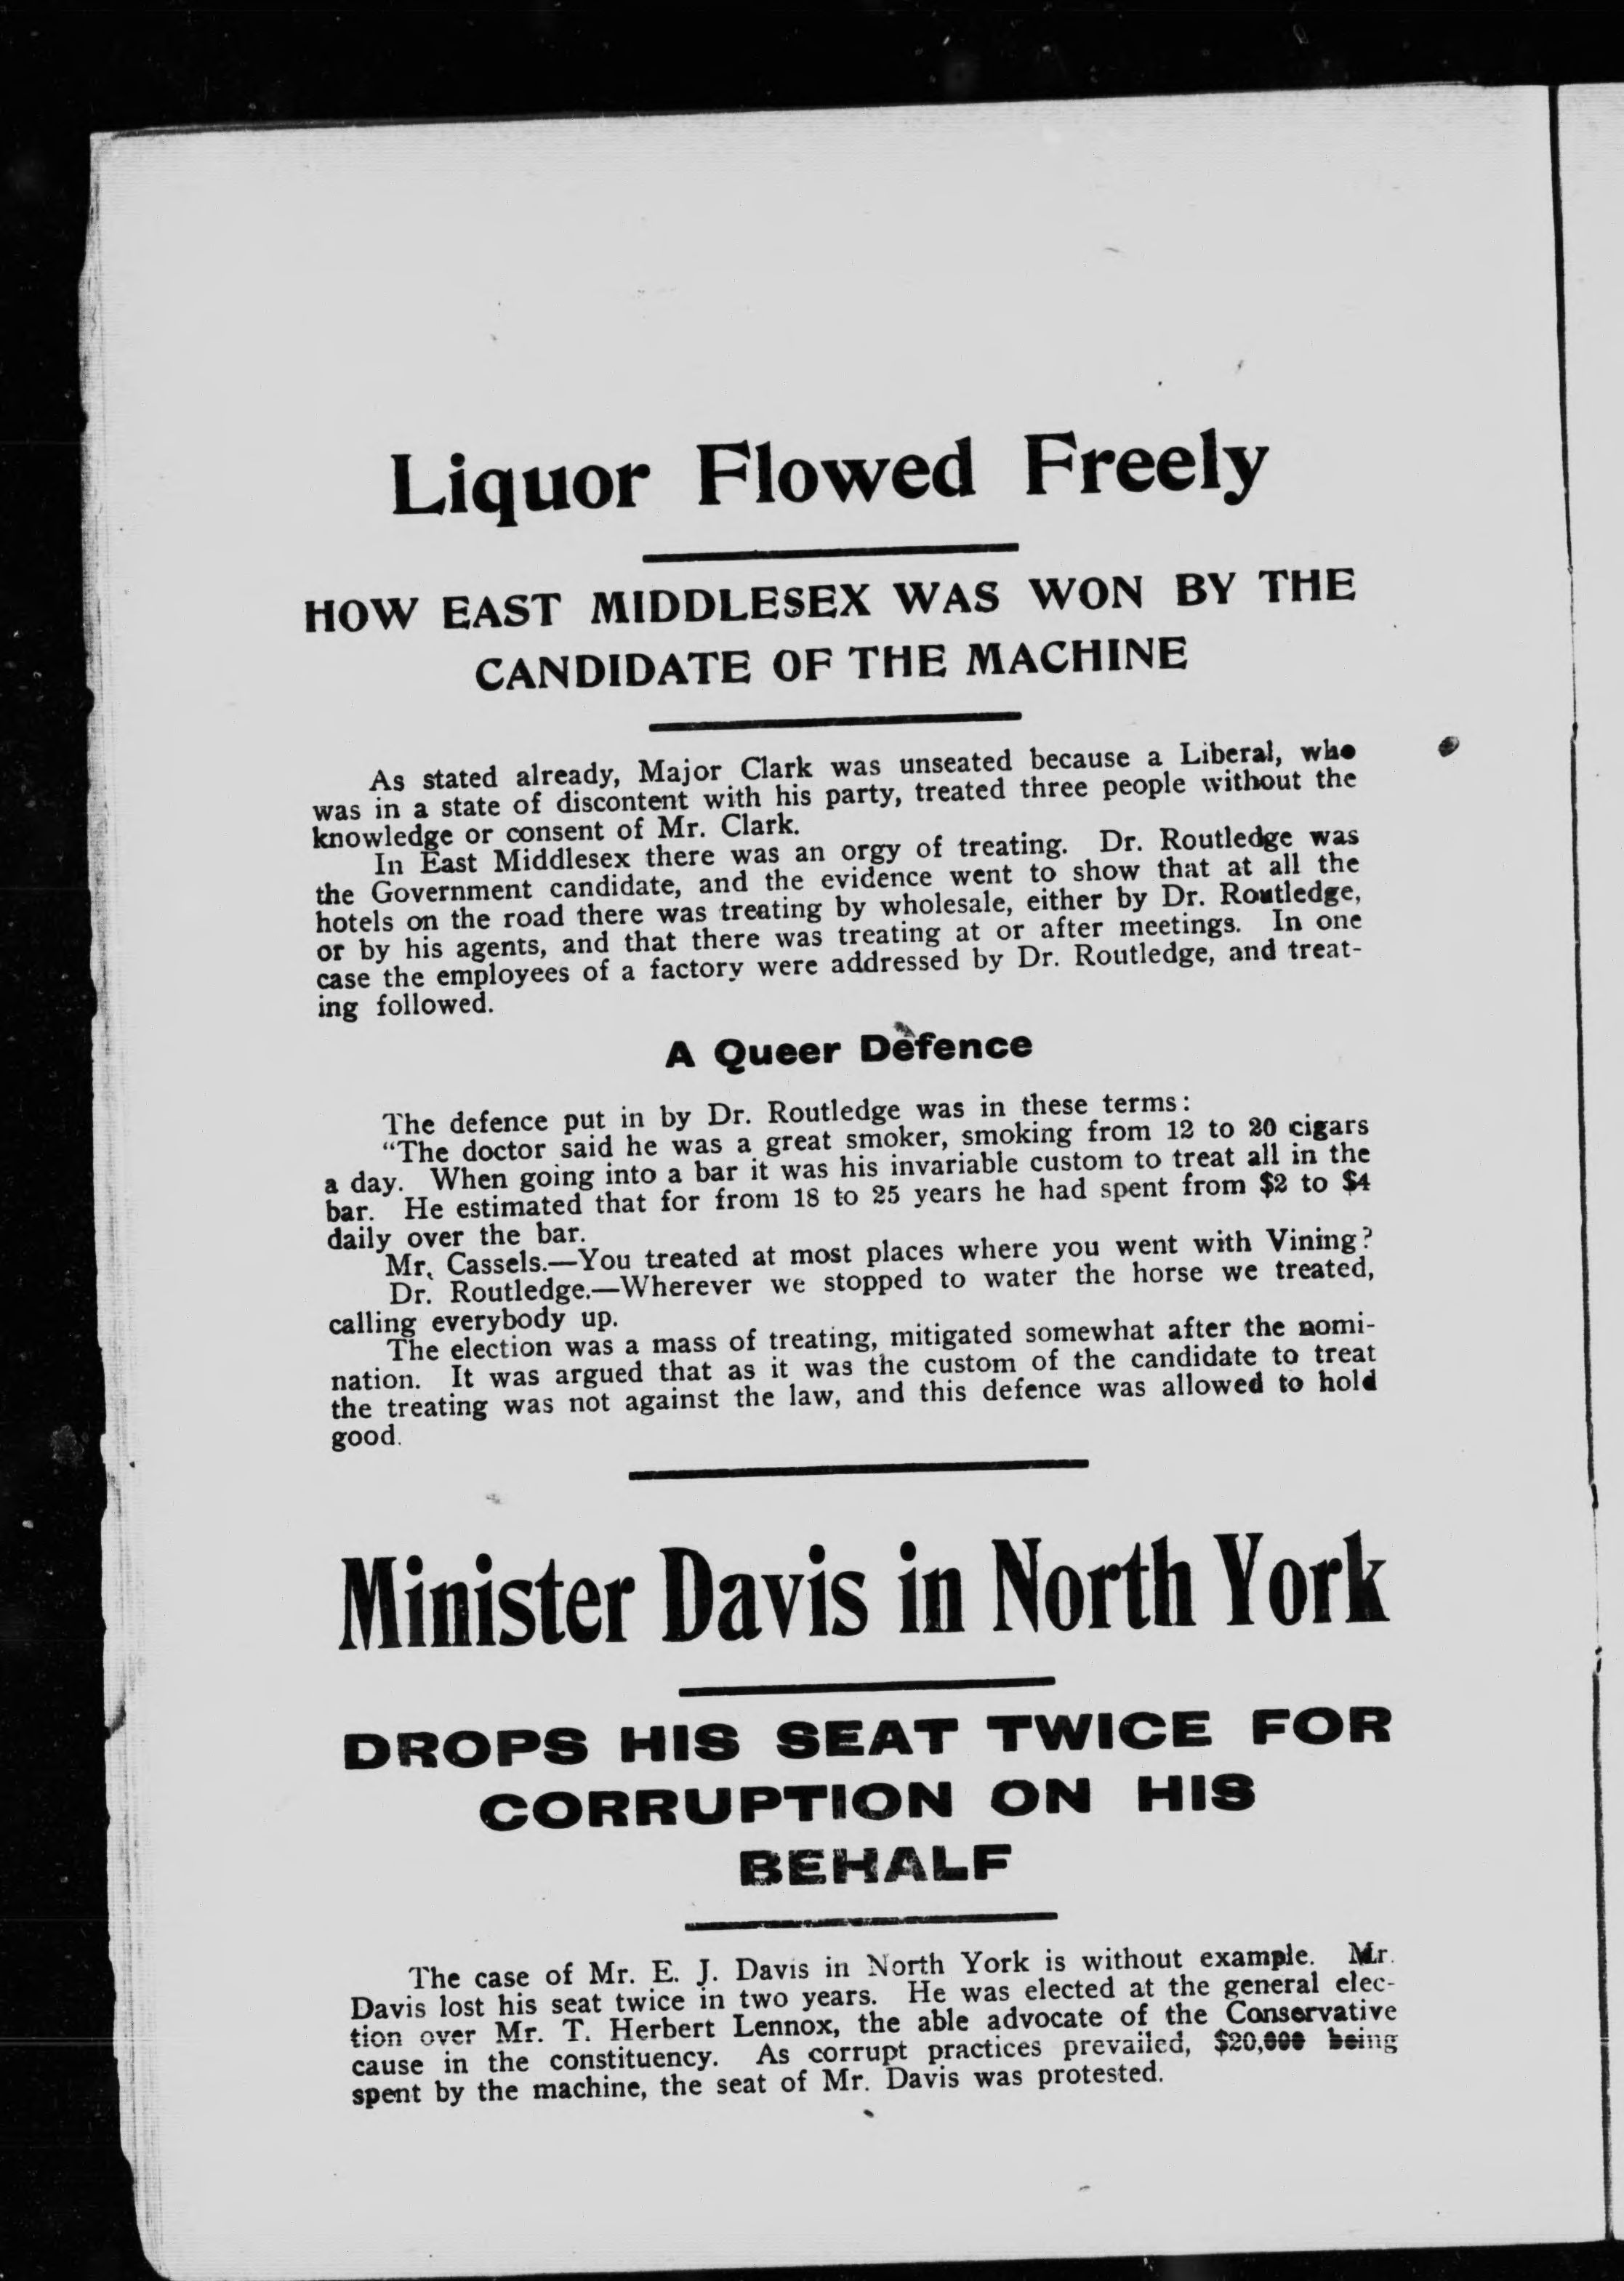 Liquor Flowed Freely
HOW EAST MIDDLESEX WAS WON BY THE
CANDIDATE OF THE MACHINE
As stated already, Major Clark was unseated because a Liberal, who
was in a state of discontent with his party, treated three people without the
knowledge or consent of Mr. Clark.
In East Middlesex there was an orgy of treating. Dr. Routledge was
the Government candidate, and the evidence went to show that at all the
hotels on the road there was treating by wholesale, either by Dr. Routledge,
or by his agents, and that there was treating at or after meetings. In one
case the employees of a factory were addressed by Dr. Routledge, and treat-
ing followed.
A Queer Defence
The defence put in by Dr. Routledge was in these terms:
“The doctor said he was a great smoker, smoking from 12 to 20 cigars
a day. When going into a bar it was his invariable custom to treat all in the
bar. He estimated that for from 18 to 25 years he had spent from $2 to $4
daily over the bar.
Mr. Cassels.—You treated at most places where you went with Vining?
Dr. Routledge.—Wherever we stopped to water the horse we treated,
calling everybody up.
The election was a mass of treating, mitigated somewhat after the nomi-
nation. It was argued that as it was the custom of the candidate to treat
the treating was not against the law, and this defence was allowed to hold
good.
Minister Davis in North York
DROPS HIS SEAT TWICE FOR
CORRUPTION ON HIS
BEHALF
The case of Mr. E. J. Davis in North York is without example. Mr.
Davis lost his seat twice in two years. He was elected at the general elec-
tion over Mr. T. Herbert Lennox, the able advocate of the Conservative
cause in the constituency. As corrupt practices prevailed, $20,000 being
spent by the machine, the seat of Mr. Davis was protested.